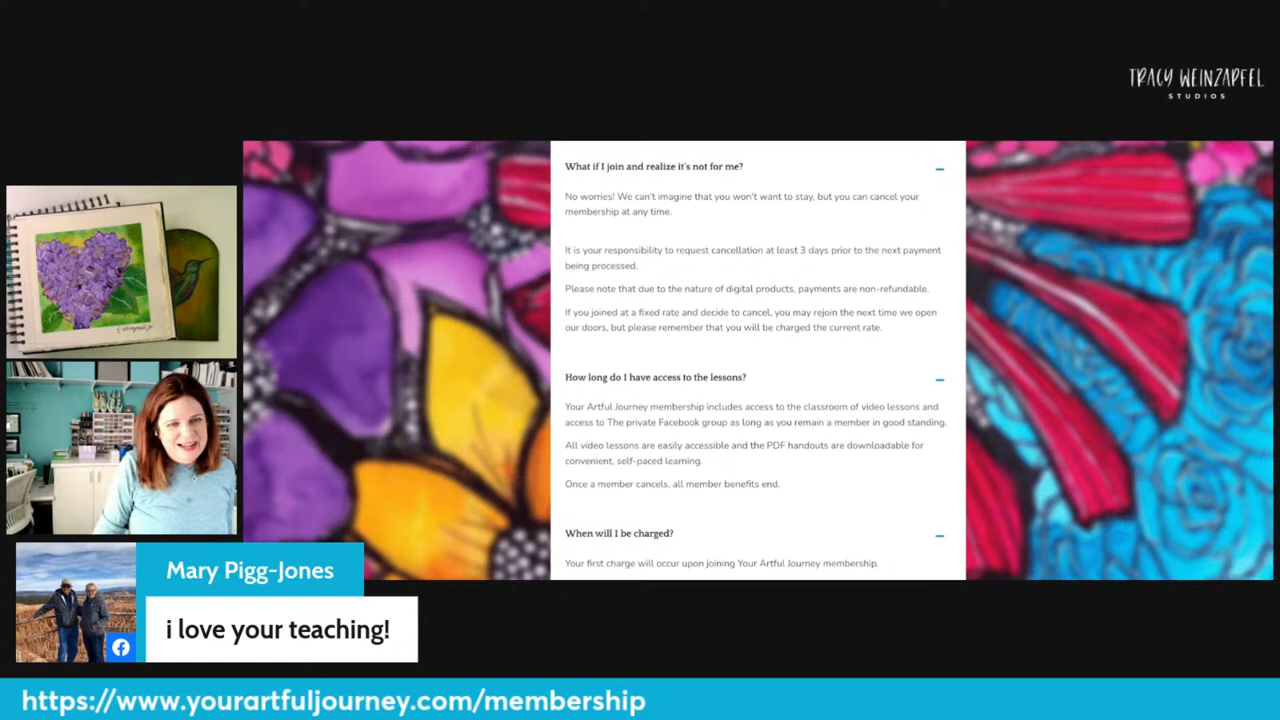 TRACY WEINZAPFEL
STUDIOS
What if I join and realize it's not for me?
No worries! We can't imagine that you won't want to stay, but you can cancel your
membership at any time.
It is your responsibility to request cancellation at least 3 days prior to the next payment
being processed.
Please note that due to the nature of digital products, payments are non-refundable.
If you joined at a fixed rate and decide to cancel, you may rejoin the next time we open
our doors, but please remember that you will be charged the current rate.
How long do I have access to the lessons?
Your Artful Journey membership includes access to the classroom of video lessons and
access to The private Facebook group as long as you remain a member in good standing.
All video lessons are easily accessible and the PDF handouts are downloadable for
convenient, self-paced learning.
Once a member cancels, all member benefits end.
When will I be charged?
Your first charge will occur upon joining Your Artful Journey membership.
Mary Pigg-Jones
i love your teaching!
https://www.yourartfuljourney.com/membership